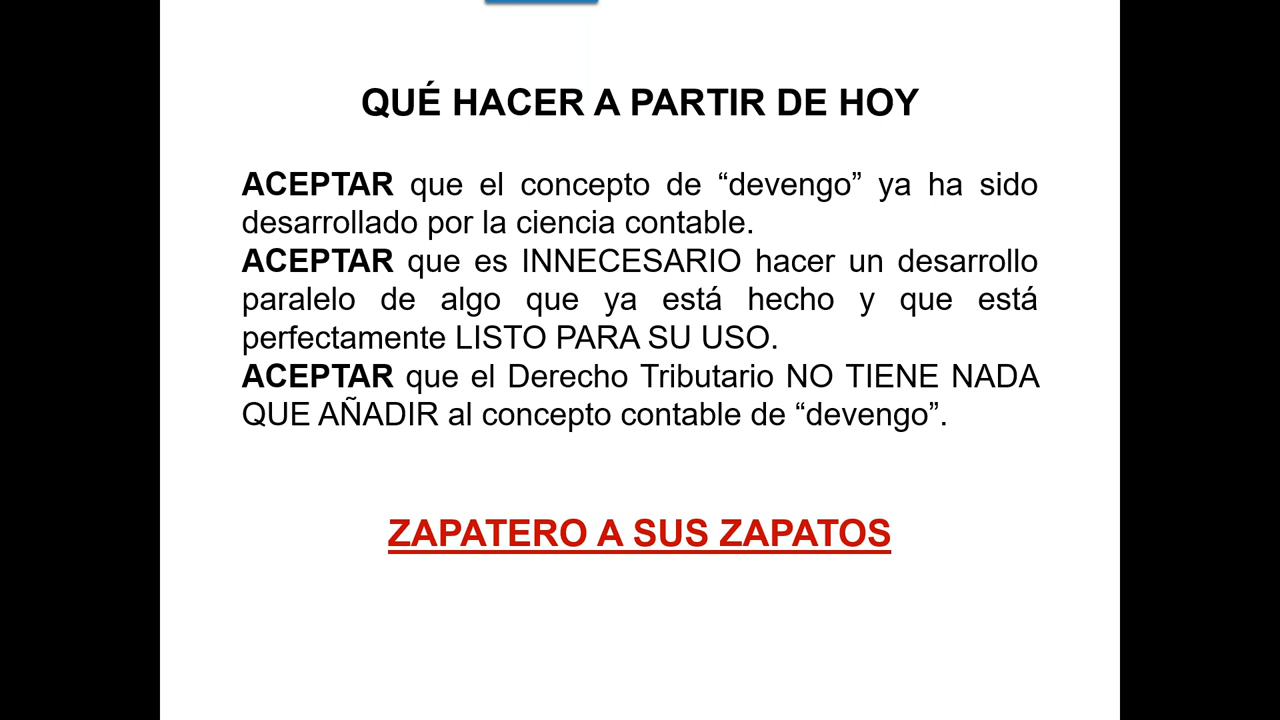 QUÉ HACER A PARTIR DE HOY
ACEPTAR que el concepto de “devengo” ya ha sido
desarrollado por la ciencia contable.
ACEPTAR que es INNECESARIO hacer un desarrollo
paralelo de algo que ya está hecho y que está
perfectamente LISTO PARA SU USO.
ACEPTAR que el Derecho Tributario NO TIENE NADA
QUE AÑADIR al concepto contable de “devengo”.
ZAPATERO A SUS ZAPATOS